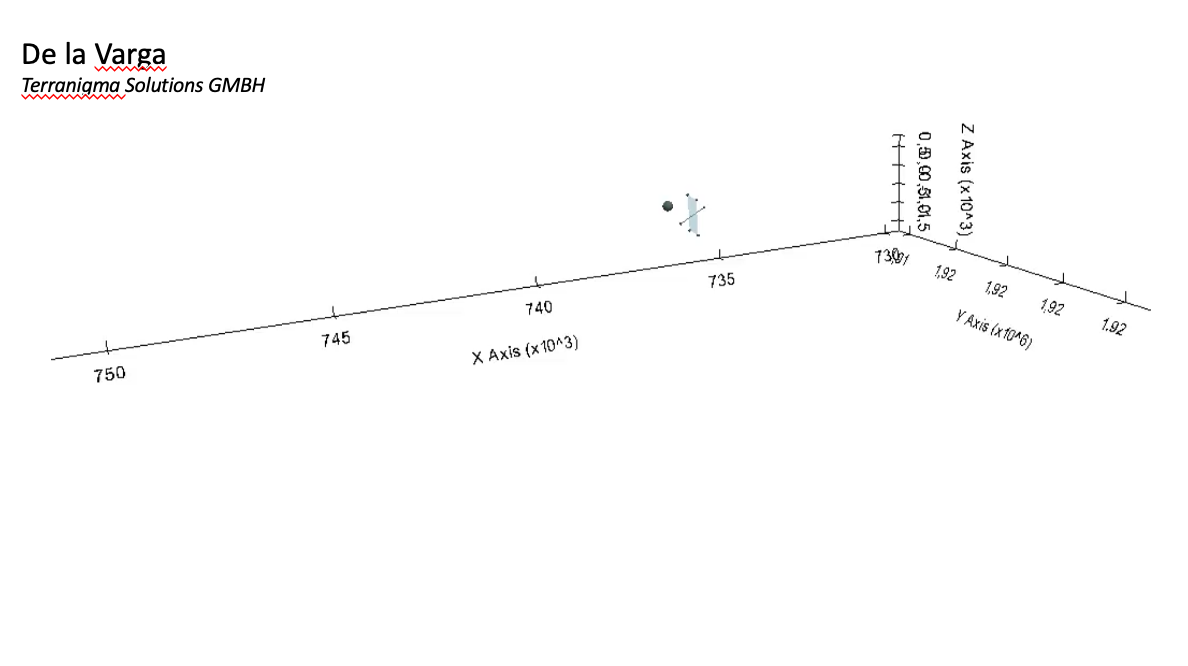 De la Varga
Terranigma Solutions GMBH
Z Axis (x10^3)
735
1,92
1,92
740
1,92
1,92
Y Axis (x10^6)
745
X Axis (x10^3)
750